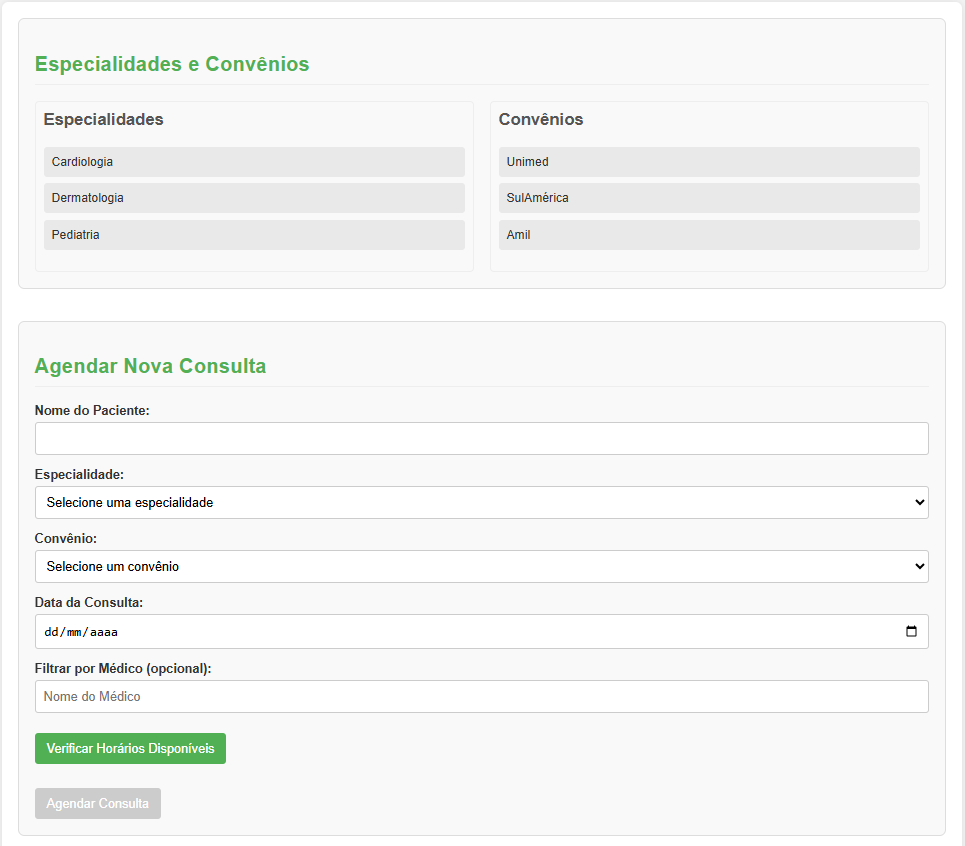 Especialidades e Convênios
Especialidades
Cardiologia
Dermatologia
Pediatria
Convênios
Unimed
SulAmérica
Amil
Agendar Nova Consulta
Nome do Paciente:
Especialidade:
Selecione uma especialidade
Convênio:
Selecione um convênio
Data da Consulta:
dd/mm/aaaa
Filtrar por Médico (opcional):
Nome do Médico
Verificar Horários Disponíveis
Agendar Consulta